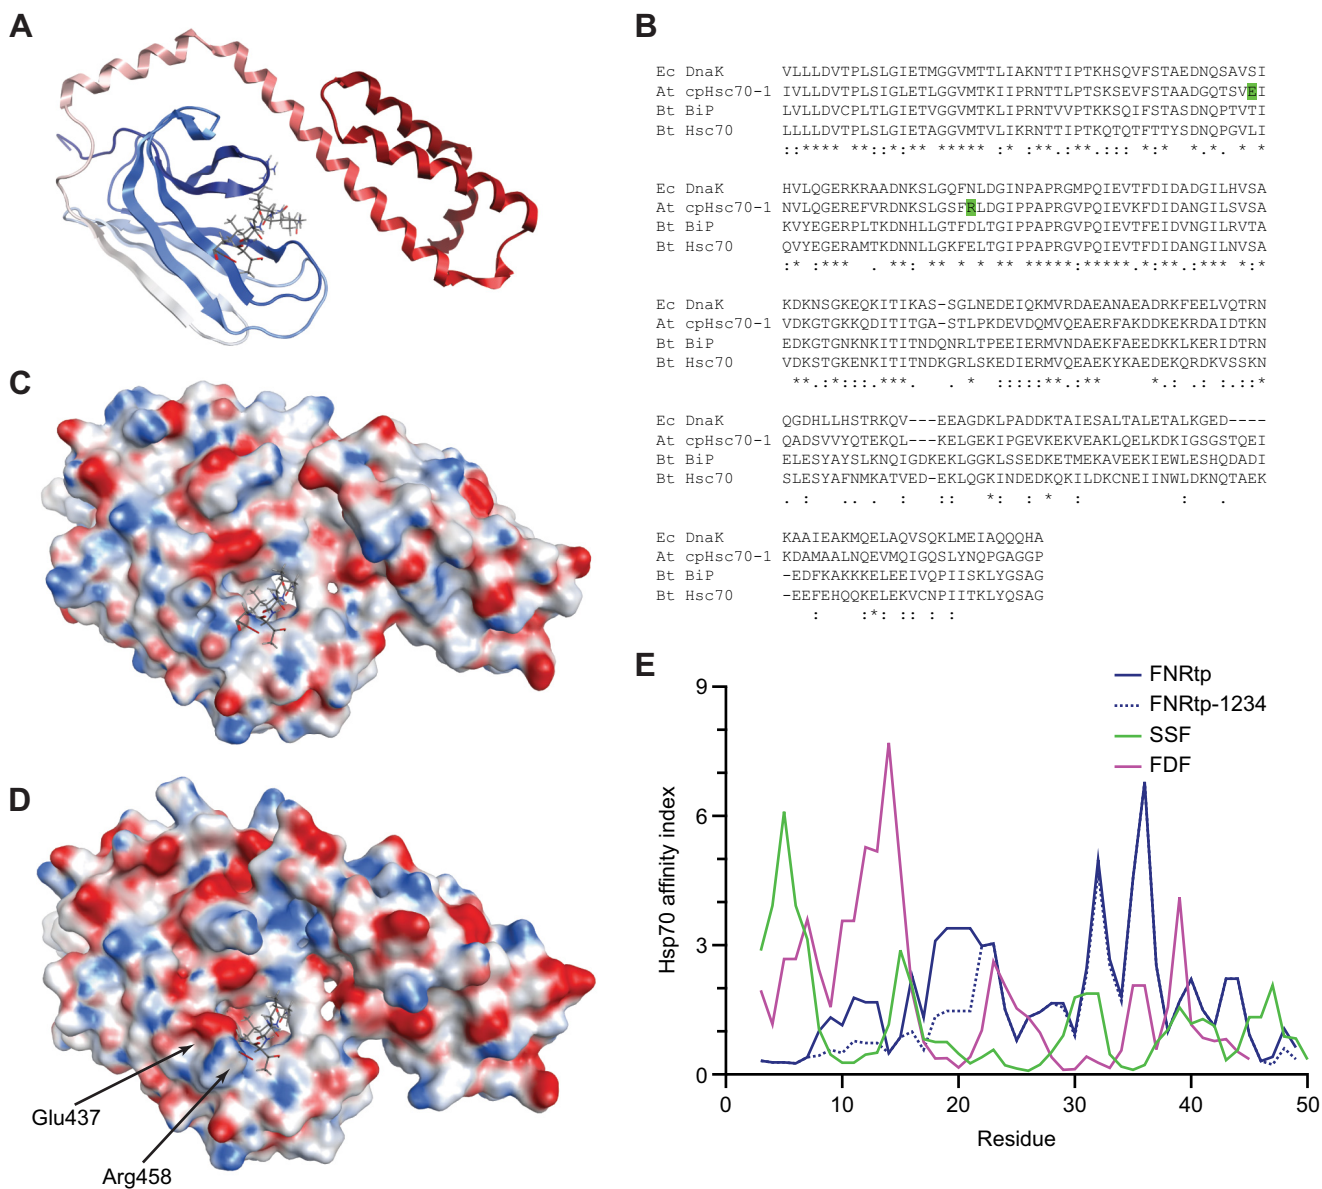 A
B
Ec DnaK VLLLDVTPLSLGIETMGGVMTTLIAKNTTIPTKHSQVFSTAEDNQSAVSI
At cpHsc70-1 IVLLDVTPLSIGLETLGGVMTKIIPRNTTLPTSKSEVFSTAADGQTSVEI
Bt BiP LVLLDVCPLTLGIETVGGVMTKLIPRNTVVPTKKSQIFSTASDNQPTVTI
Bt Hsc70 LLLLDVTPLSLGIETAGGVMTVLIKRNTTIPTKQTQTFTTYSDNQPGVLI
::**** **::*:** ***** :* :**.:**.:::  *:*  *.*. * *
Ec DnaK HVLQGERKRAADNKSLGQFNLDGINPAPRGMPQIEVTFDIDADGILHVSA
At cpHsc70-1 NVLQGEREFVRDNKSLGSFRLDGIPPAPRGVPQIEVKFDIDANGILSVSA
Bt BiP KVYEGERPLTKDNHLLGTFDLTGIPPAPRGVPQIEVTFEIDVNGILRVTA
Bt Hsc70 QVYEGERAMTKDNNLLGKFELTGIPPAPRGVPQIEVTFDIDANGILNVSA
:* :***  . **: ** * * ** *****:*****.*:**.:*** *:*
Ec DnaK KDKNSGKEQKITIKAS-SGLNEDEIQKMVRDAEANAEADRKFEELVQTRN
At cpHsc70-1 VDKGTGKKQDITITGA-STLPKDEVDQMVQEAERFAKDDKEKRDAIDTKN
Bt BiP EDKGTGNKNKITITNDQNRLTPEEIERMVNDAEKFAEEDKKLKERIDTRN
Bt Hsc70 VDKSTGKENKITITNDKGRLSKEDIERMVQEAEKYKAEDEKQRDKVSSKN
**.:*:::.***.   . *  :::::**.:**     *.: .: :.::*
Ec DnaK QGDHLLHSTRKQV---EEAGDKLPADDKTAIESALTALETALKGED----
At cpHsc70-1 QADSVVYQTEKQL---KELGEKIPGEVKEKVEAKLQELKDKIGSGSTQEI
Bt BiP ELESYAYSLKNQIGDKEKLGGKLSSEDKETMEKAVEEKIEWLESHQDADI
Bt Hsc70 SLESYAFNMKATVED-EKLQGKINDEDKQKILDKCNEIINWLDKNQTAEK
. :   .. .  :   ::   *:  : *  :          :   .
Ec DnaK KAAIEAKMQELAQVSQKLMEIAQQQHA
At cpHsc70-1 KDAMAALNQEVMQIGQSLYNQPGAGGP
Bt BiP -EDFKAKKKELEEIVQPIISKLYGSAG
Bt Hsc70 -EEFEHQQKELEKVCNPIITKLYQSAG
:    :*: :: : :
C
D
Glu437
Arg458
E
FNRtp
FNRtp-1234
SSF
FDF
9
6
3
0
Hsp70 affinity index
0 10 20 30 40 50
Residue